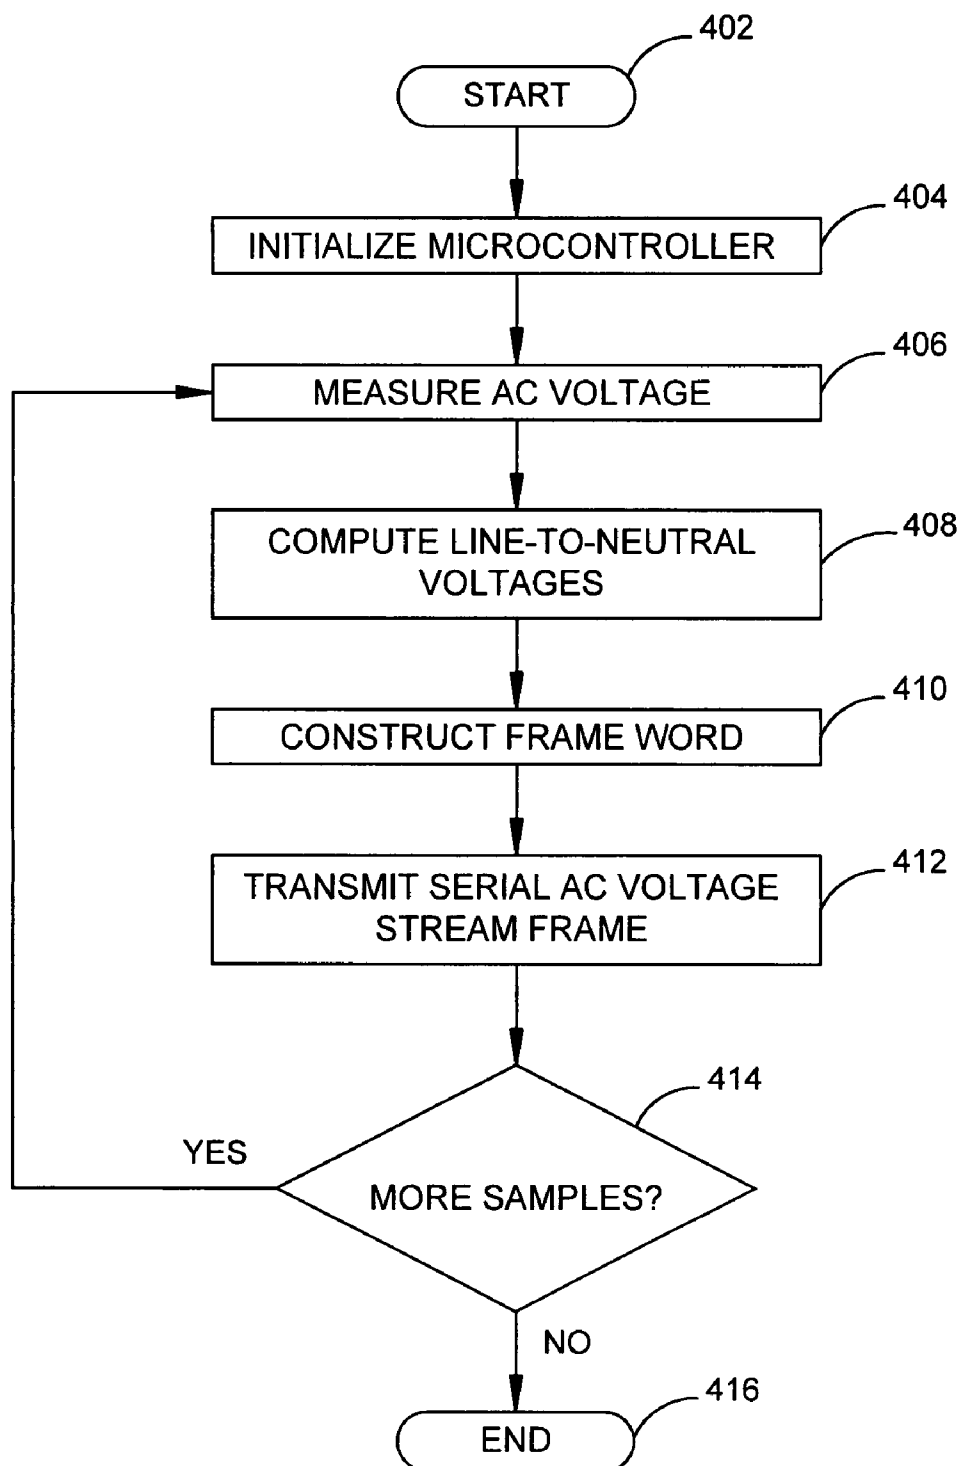 402
START
404
INITIALIZE MICROCONTROLLER
406
MEASURE AC VOLTAGE
408
COMPUTE LINE-TO-NEUTRAL
VOLTAGES
410
CONSTRUCT FRAME WORD
412
TRANSMIT SERIAL AC VOLTAGE
STREAM FRAME
414
YES
MORE SAMPLES?
NO
416
END